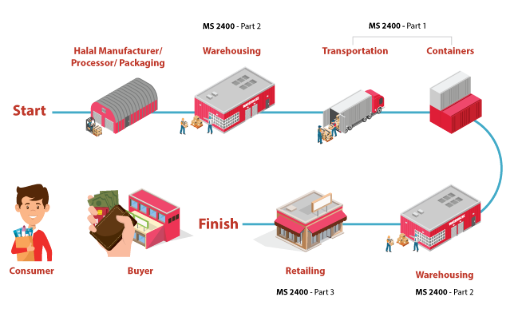 MS 2400 - Part 2
MS 2400 - Part 1
Halal Manufacturer/
Processor/ Packaging
Warehousing
Transportation
Containers
Start
Finish
Consumer
Buyer
Retailing
Warehousing
MS 2400 - Part 3
MS 2400 - Part 2